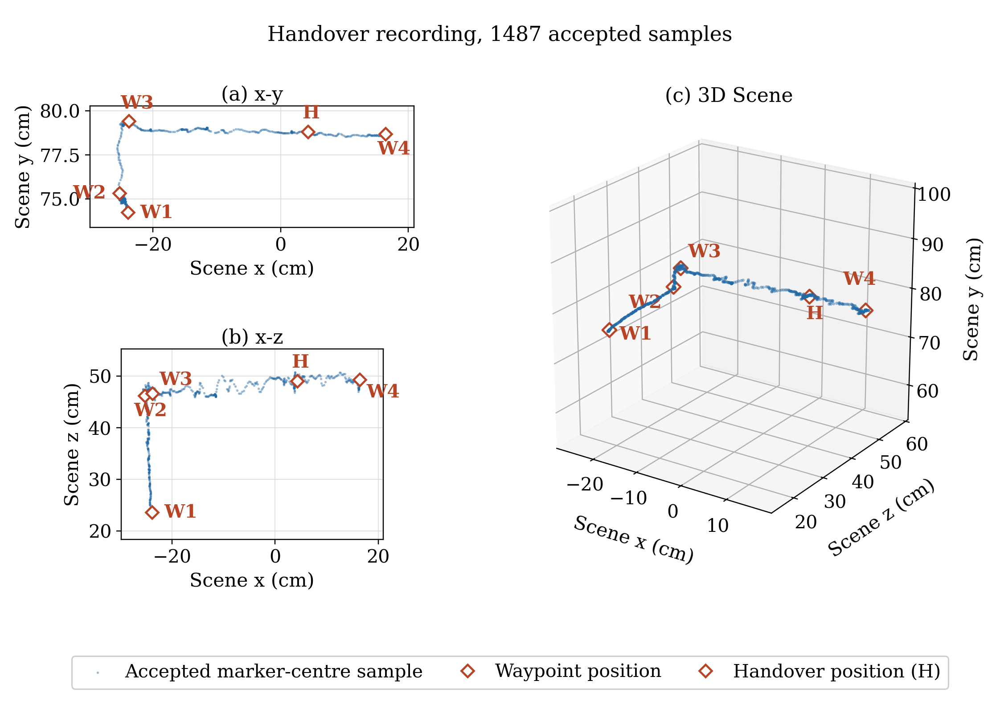 Handover recording, 1487 accepted samples
(a) x-y
W3
H
W4
W2
W1
80.0
77.5
75.0
Scene y (cm)
−20
0
20
Scene x (cm)
(b) x-z
H
W3
W4
W2
W1
50
40
30
20
Scene z (cm)
−20
0
20
Scene x (cm)
(c) 3D Scene
W3
W4
W2
H
W1
100
90
80
70
60
Scene y (cm)
−20
−10
0
10
Scene x (cm)
20
30
40
50
60
Scene z (cm)
Accepted marker-centre sample
Waypoint position
Handover position (H)